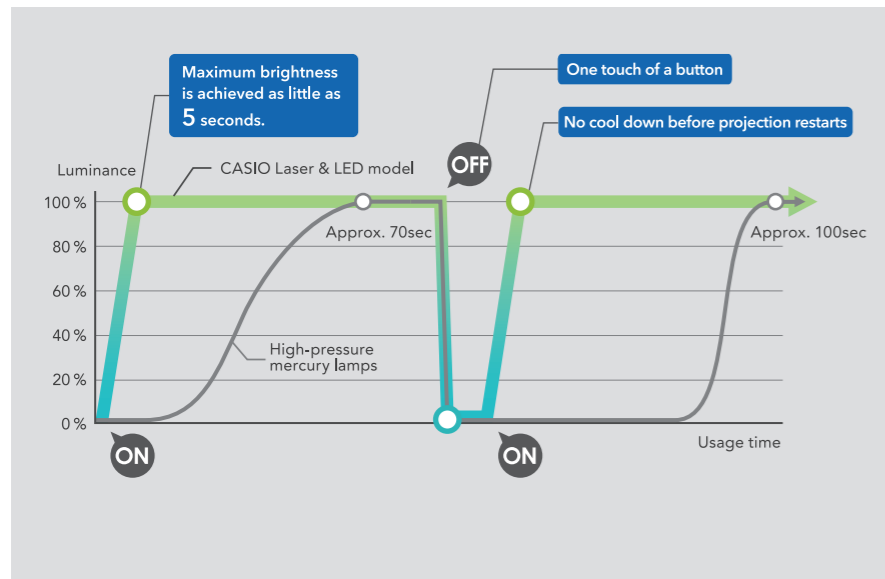 Maximum brightness
is achieved as little as
5 seconds.
One touch of a button
No cool down before projection restarts
OFF
Luminance
CASIO Laser & LED model
100 %
80 %
60 %
40 %
20 %
0 %
Approx. 70sec
Approx. 100sec
High-pressure
mercury lamps
Usage time
ON
ON